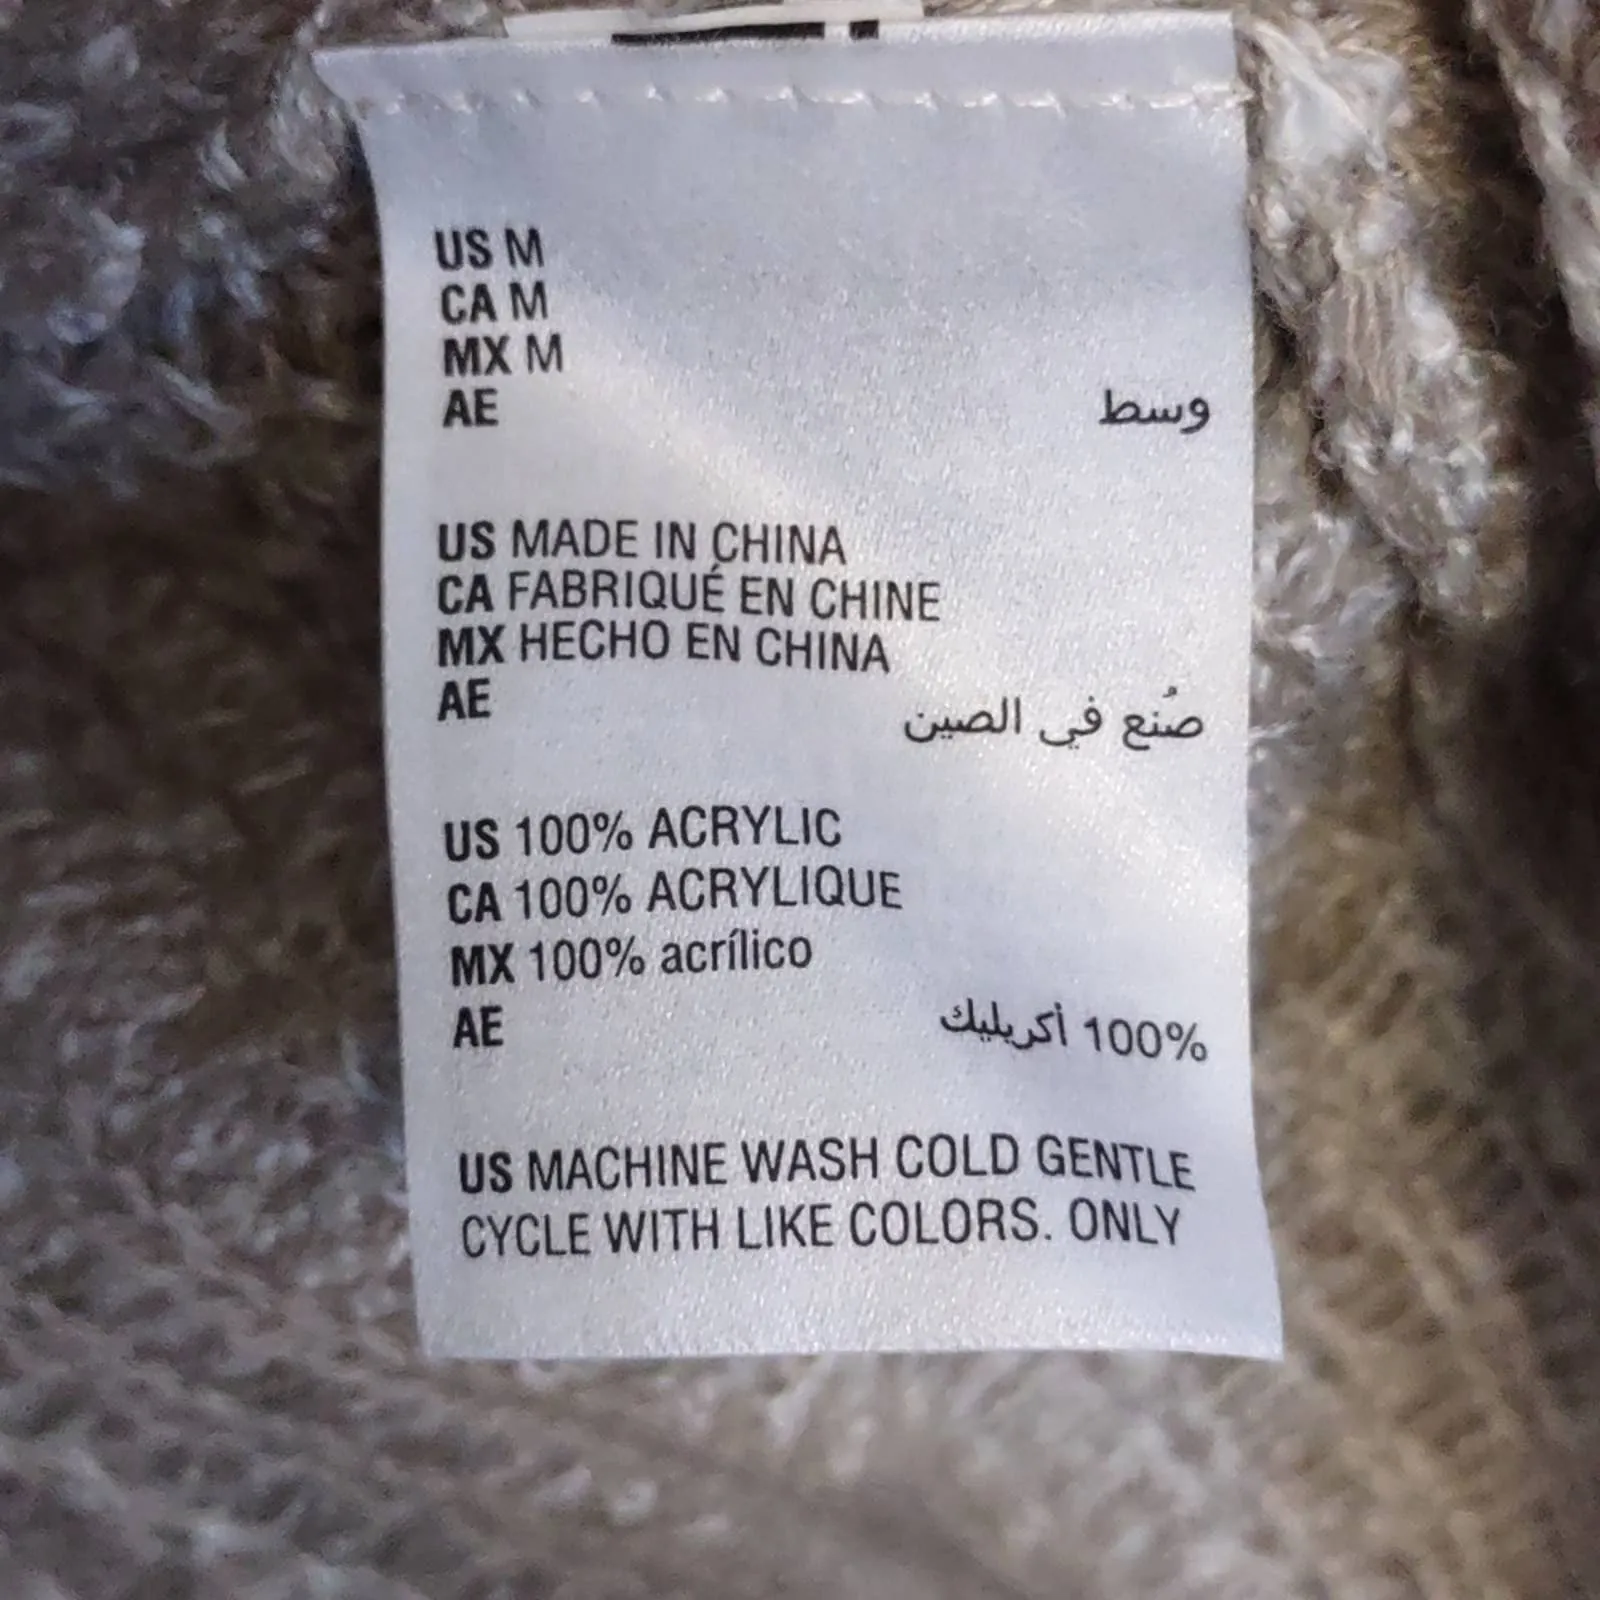 US M
CA M
MX M
AE وسط
US MADE IN CHINA
CA FABRIQUÉ EN CHINE
MX HECHO EN CHINA
AE صُنع في الصين
US 100% ACRYLIC
CA 100% ACRYLIQUE
MX 100% acrílico
AE 100% أكريليك
US MACHINE WASH COLD GENTLE
CYCLE WITH LIKE COLORS. ONLY